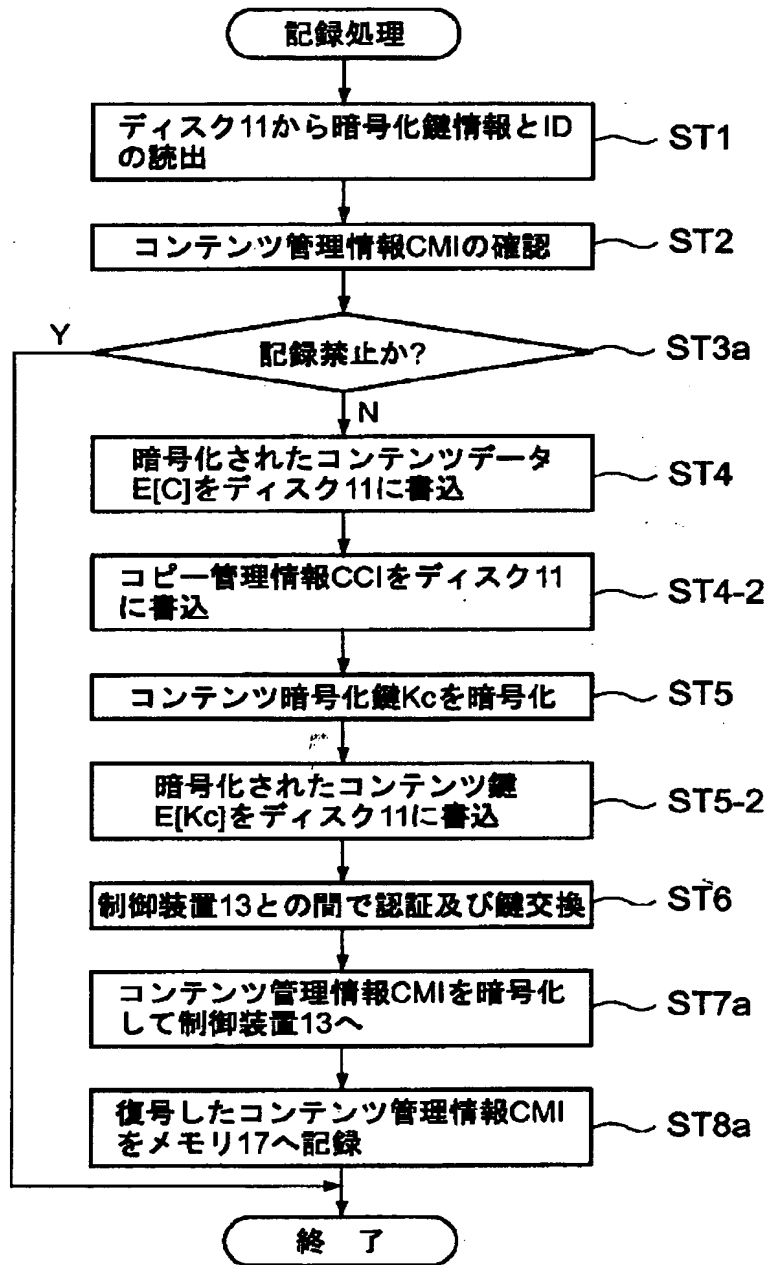 記録処理
ディスク11から暗号化鍵情報とID
の読出
ST1
コンテンツ管理情報CMIの確認
ST2
Y
記録禁止か?
ST3a
N
暗号化されたコンテンツデータ
E[C]をディスク11に書込
ST4
コピー管理情報CCIをディスク11
に書込
ST4-2
コンテンツ暗号化鍵Kcを暗号化
ST5
暗号化されたコンテンツ鍵
E[Kc]をディスク11に書込
ST5-2
制御装置13との間で認証及び鍵交換
ST6
コンテンツ管理情報CMIを暗号化
して制御装置13へ
ST7a
復号したコンテンツ管理情報CMI
をメモリ17へ記録
ST8a
終 了